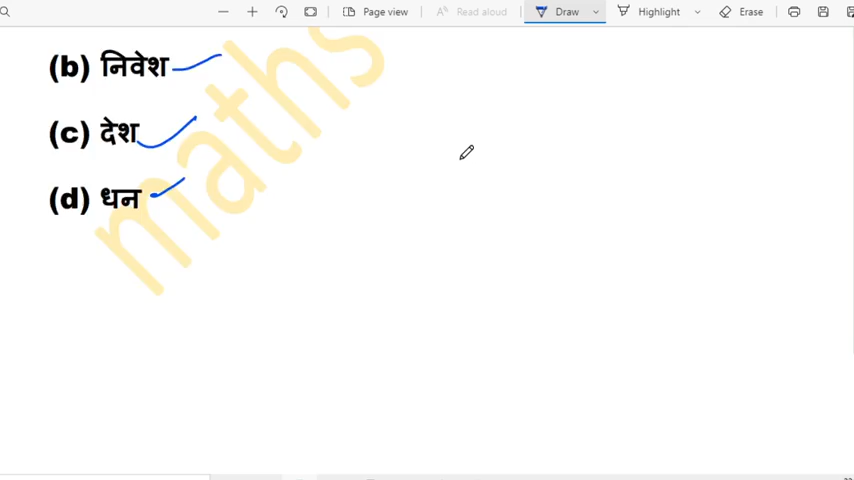 Page view
Read aloud
Draw
Highlight
Erase
(b) निवेश
(c) देश
(d) धन
maths